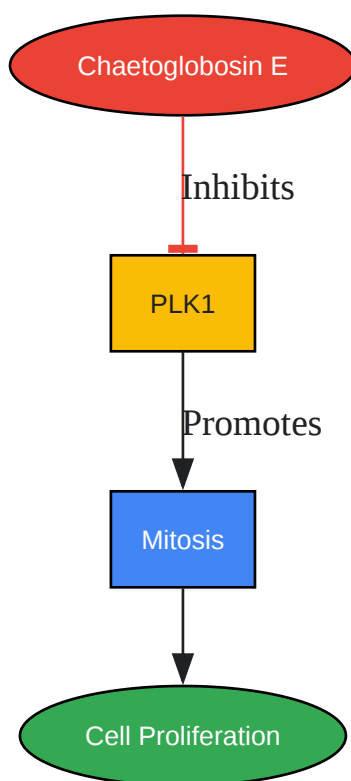 Chaetoglobosin E
Inhibits
PLK1
Promotes
Mitosis
Cell Proliferation